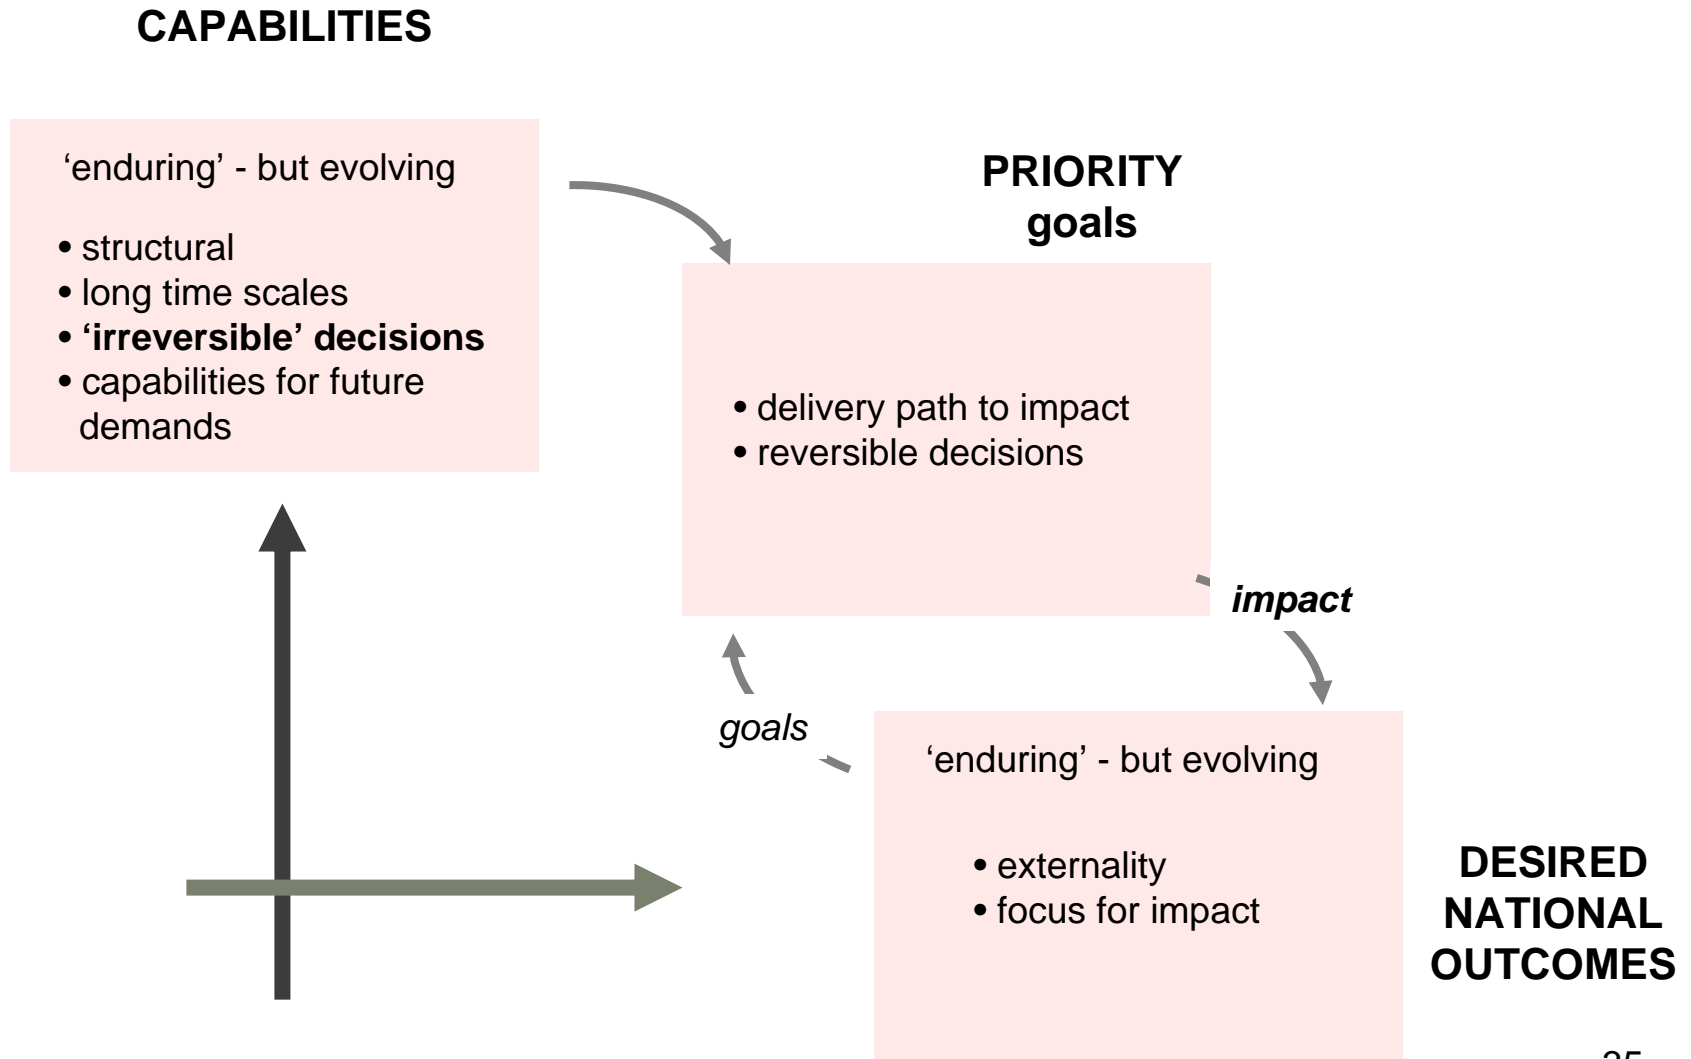 CAPABILITIES
‘enduring’ - but evolving
• structural
• long time scales
• ‘irreversible’ decisions
• capabilities for future
demands
PRIORITY
goals
• delivery path to impact
• reversible decisions
impact
goals
‘enduring’ - but evolving
• externality
• focus for impact
DESIRED
NATIONAL
OUTCOMES